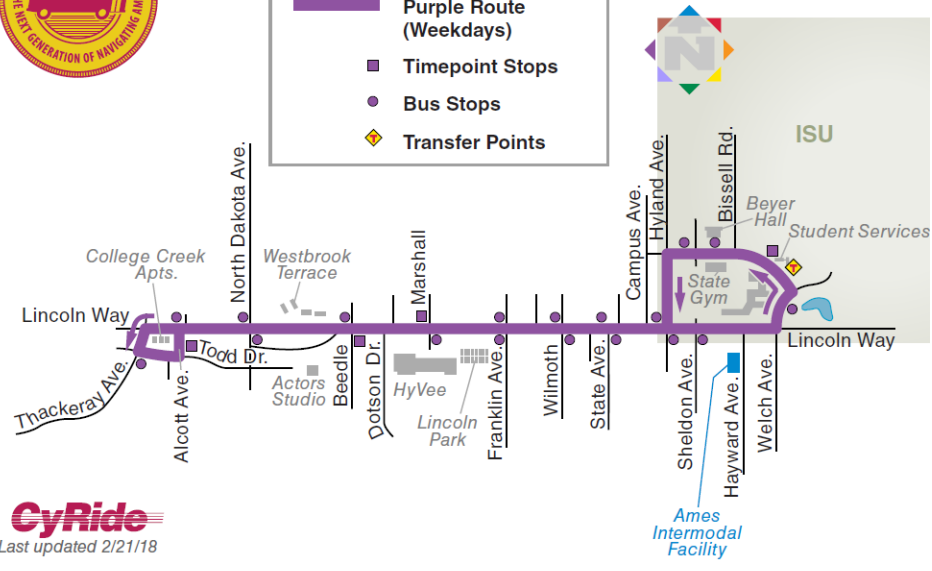 THE NEXT GENERATION OF NAVIGATING AM
Purple Route
(Weekdays)
Timepoint Stops
Bus Stops
T
Transfer Points
N
ISU
North Dakota Ave.
Marshall
Campus Ave.
Hyland Ave.
Bissell Rd.
Beyer
Hall
Student Services
T
College Creek
Apts.
Westbrook
Terrace
State
Gym
Lincoln Way
Lincoln Way
Thackeray Ave.
Alcott Ave.
Todd Dr.
Actors
Studio
Beedle
Dotson Dr.
HyVee
Lincoln
Park
Franklin Ave.
Wilmoth
State Ave.
Sheldon Ave.
Hayward Ave.
Welch Ave.
Ames
Intermodal
Facility
CyRide
Last updated 2/21/18